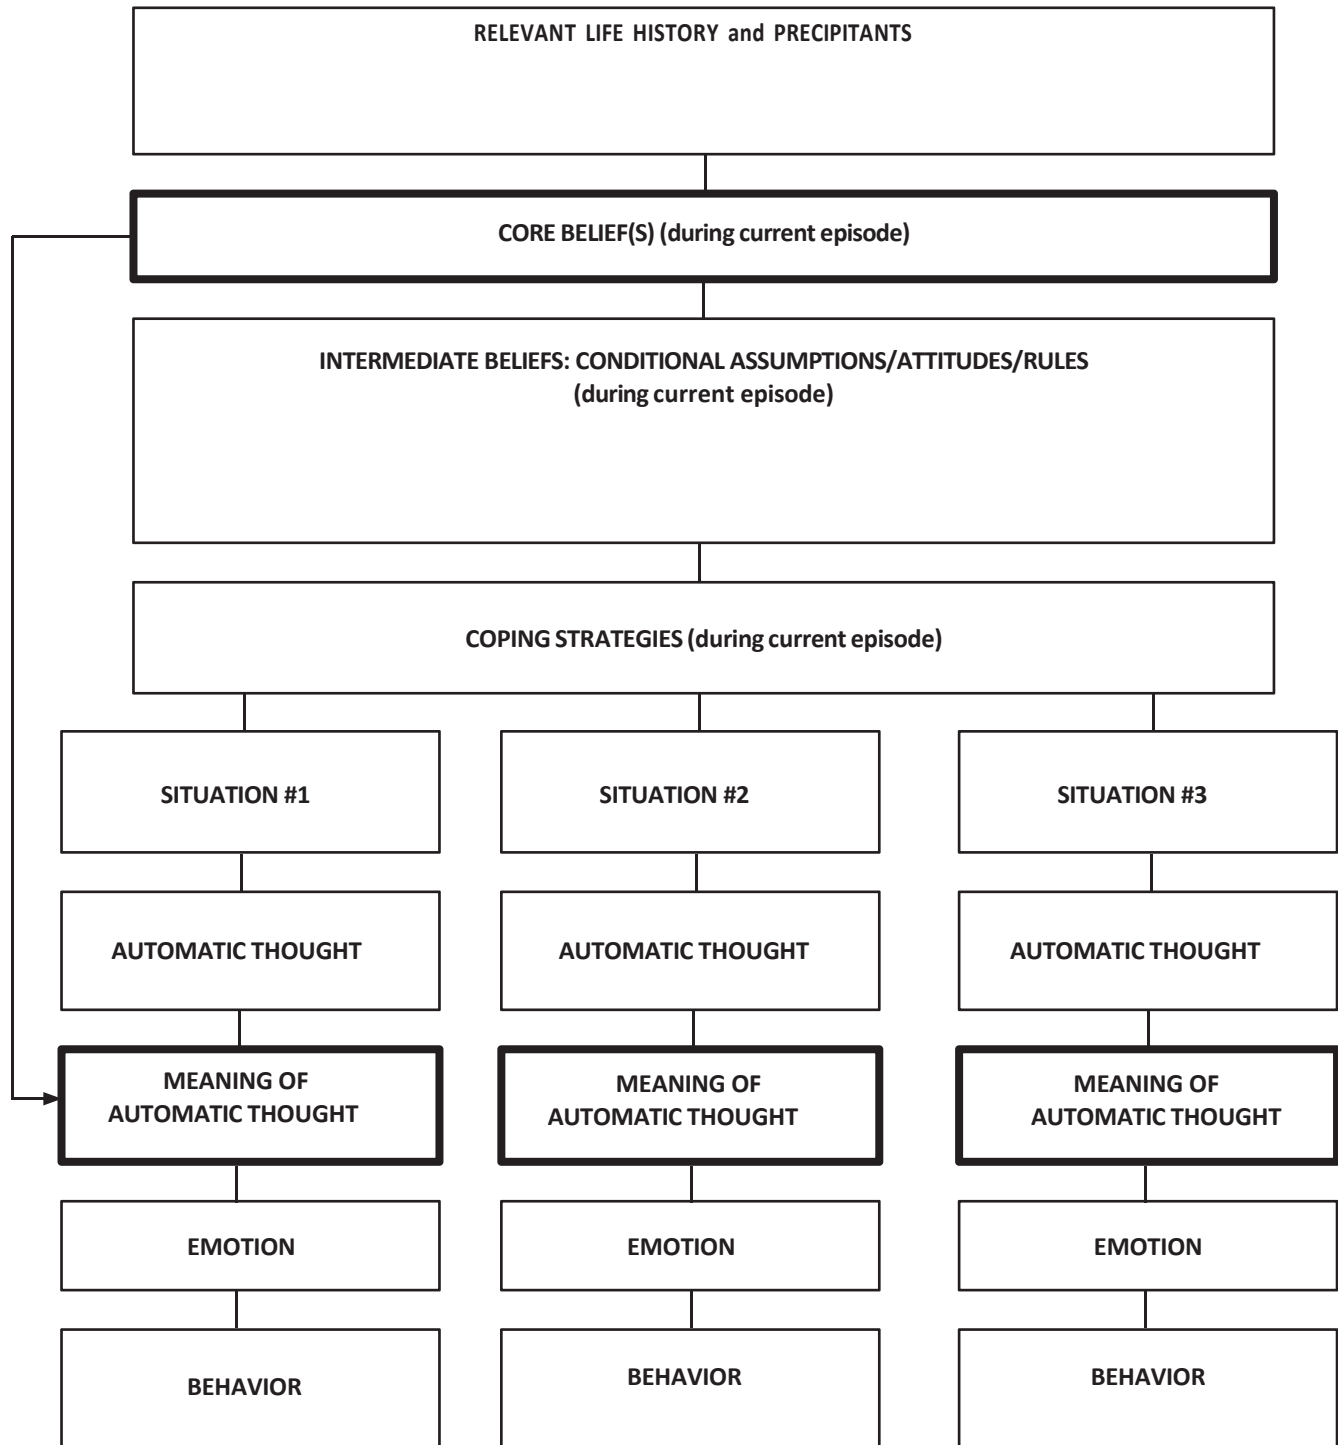 RELEVANT LIFE HISTORY and PRECIPITANTS
CORE BELIEF(S) (during current episode)
INTERMEDIATE BELIEFS: CONDITIONAL ASSUMPTIONS/ATTITUDES/RULES
(during current episode)
COPING STRATEGIES (during current episode)
SITUATION #1
SITUATION #2
SITUATION #3
AUTOMATIC THOUGHT
AUTOMATIC THOUGHT
AUTOMATIC THOUGHT
MEANING OF
AUTOMATIC THOUGHT
MEANING OF
AUTOMATIC THOUGHT
MEANING OF
AUTOMATIC THOUGHT
EMOTION
EMOTION
EMOTION
BEHAVIOR
BEHAVIOR
BEHAVIOR